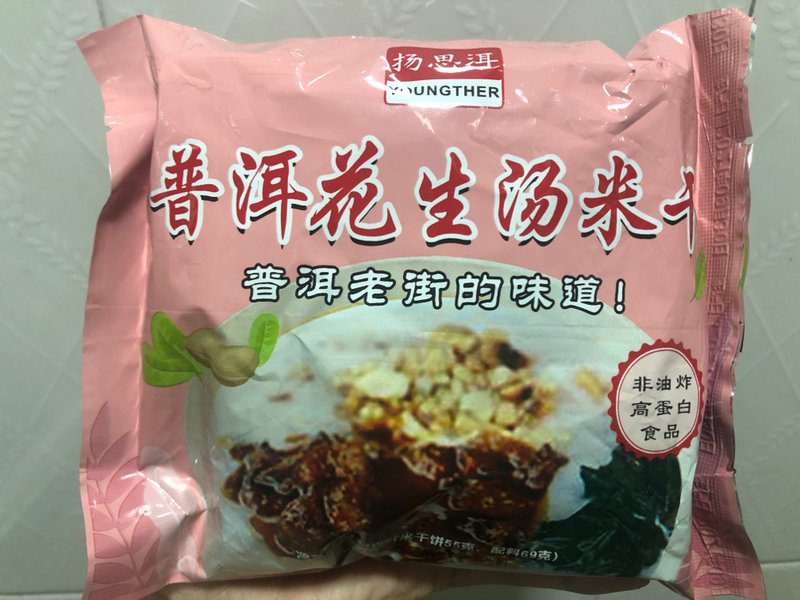 扬思洱
YOUNGTHER
普洱花生汤米干
普洱老街的味道！
非油炸
高蛋白
食品
（米干饼55克，配料69克）